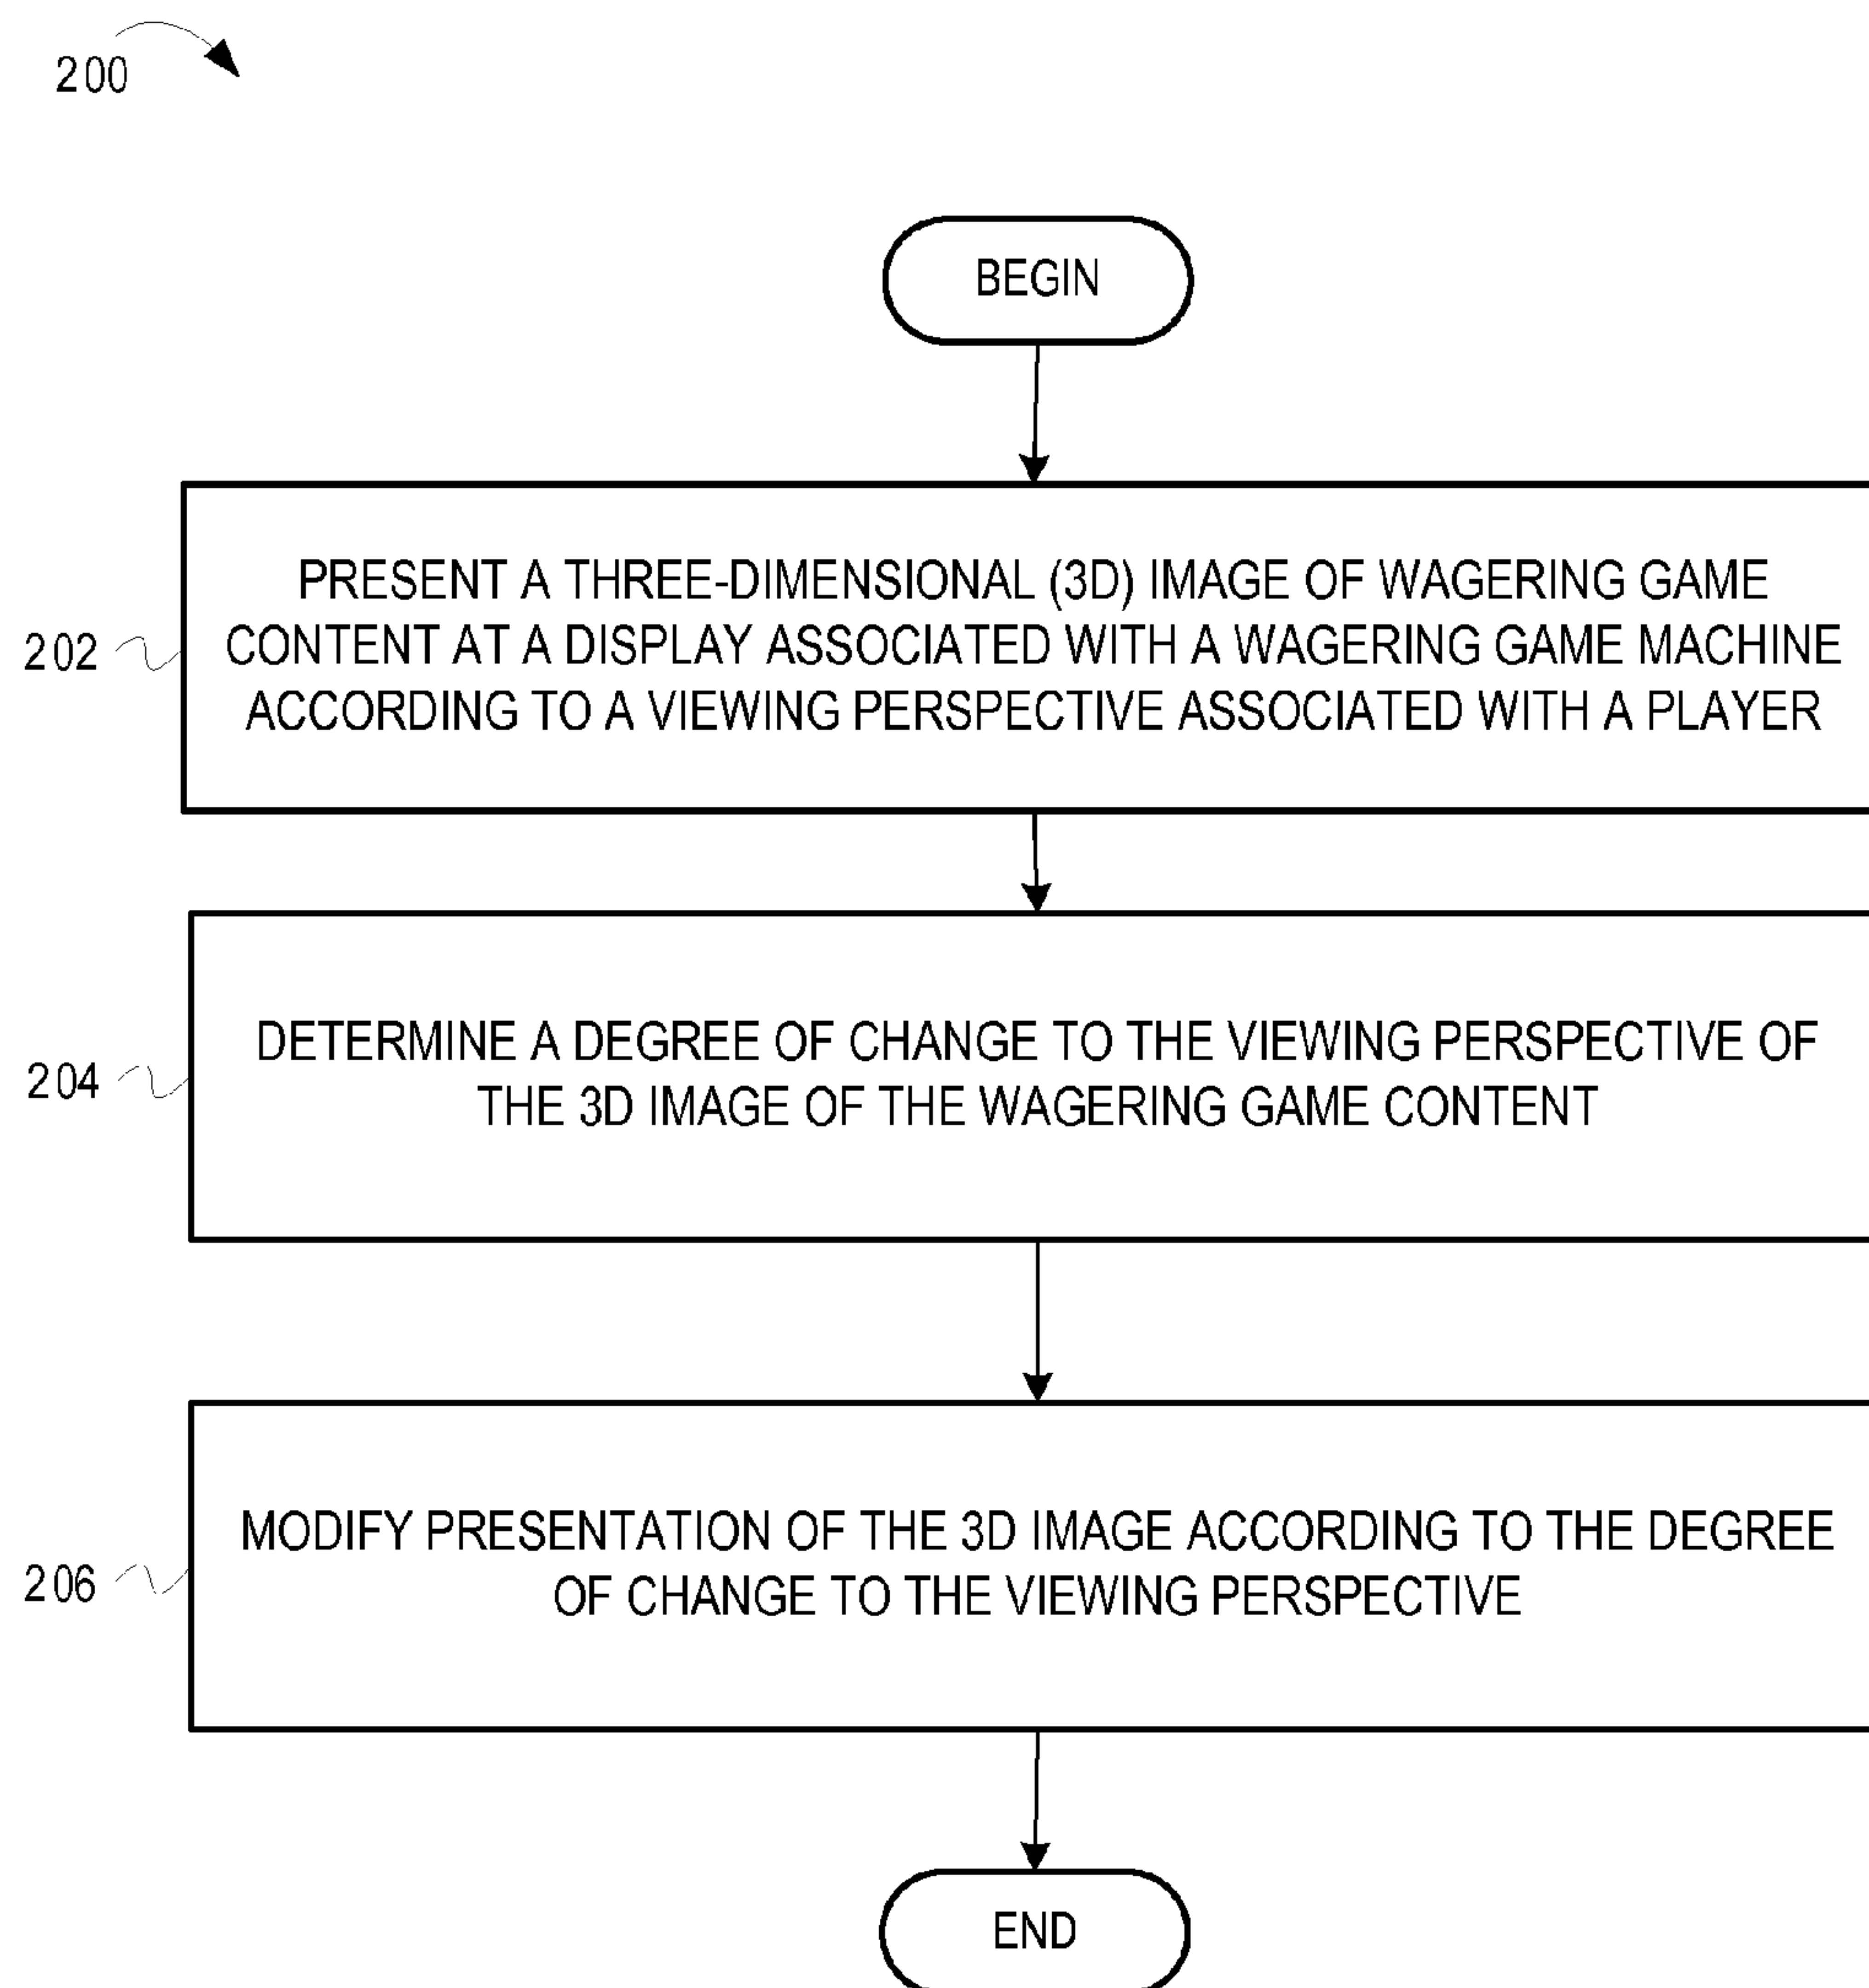 200
BEGIN
PRESENT A THREE-DIMENSIONAL (3D) IMAGE OF WAGERING GAME
CONTENT AT A DISPLAY ASSOCIATED WITH A WAGERING GAME MACHINE
ACCORDING TO A VIEWING PERSPECTIVE ASSOCIATED WITH A PLAYER
202
DETERMINE A DEGREE OF CHANGE TO THE VIEWING PERSPECTIVE OF
THE 3D IMAGE OF THE WAGERING GAME CONTENT
204
MODIFY PRESENTATION OF THE 3D IMAGE ACCORDING TO THE DEGREE
OF CHANGE TO THE VIEWING PERSPECTIVE
206
END